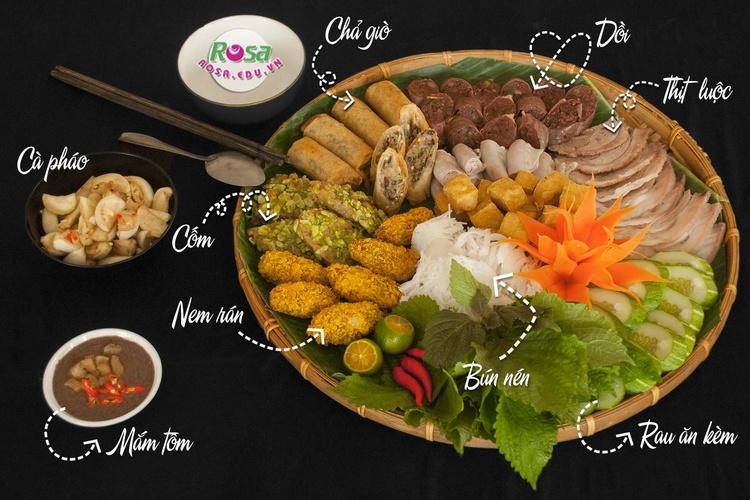 Rosa
ROSA.EDU.VN
Chả giò
Dồi
Thịt luộc
Cà pháo
Cốm
Nem rán
Bún nén
Mắm tôm
Rau ăn kèm